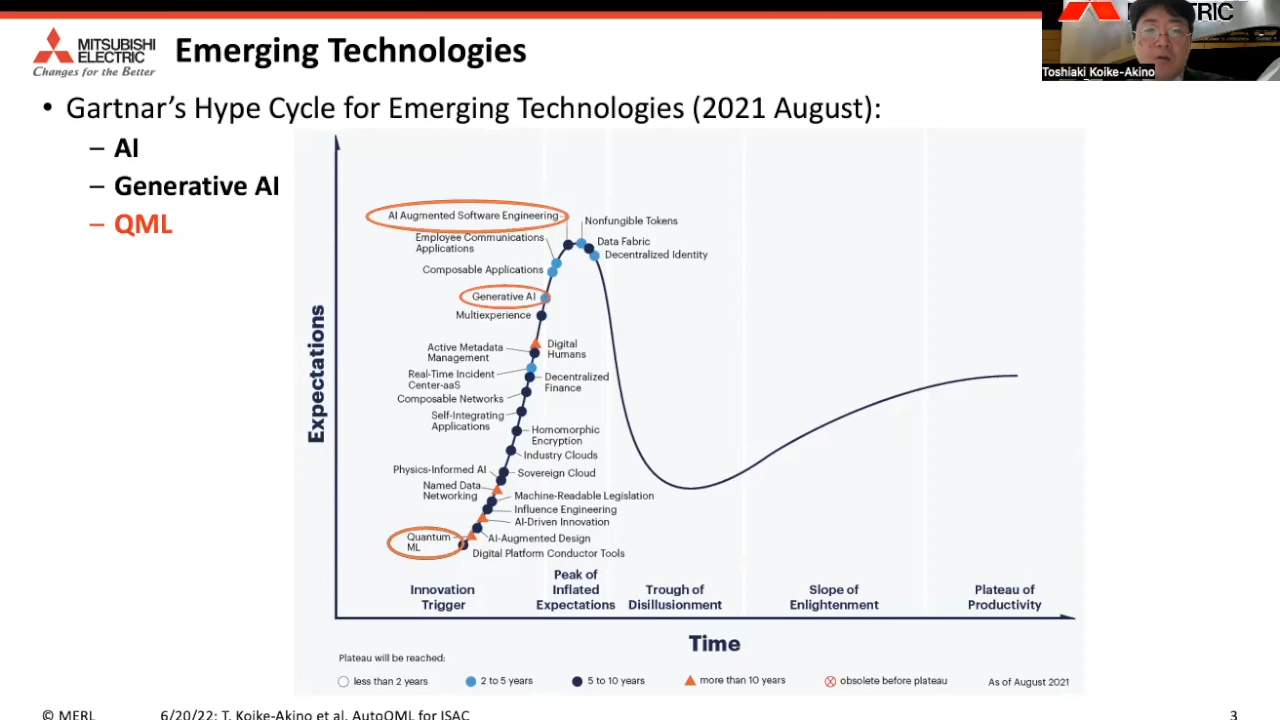 MITSUBISHI
ELECTRIC
Changes for the Better
Emerging Technologies
ELECTRIC
Toshiaki Koike-Akino
• Gartnar's Hype Cycle for Emerging Technologies (2021 August):
– AI
– Generative AI
– QML
Expectations
AI Augmented Software Engineering
Nonfungible Tokens
Employee Communications
Applications
Data Fabric
Decentralized Identity
Composable Applications
Generative AI
Multiexperience
Digital
Humans
Active Metadata
Management
Real-Time Incident
Center-aaS
Decentralized
Finance
Composable Networks
Self-Integrating
Applications
Homomorphic
Encryption
Industry Clouds
Physics-Informed AI
Sovereign Cloud
Named Data
Networking
Machine-Readable Legislation
Influence Engineering
AI-Driven Innovation
Quantum
ML
AI-Augmented Design
Digital Platform Conductor Tools
Innovation
Trigger
Peak of
Inflated
Expectations
Trough of
Disillusionment
Slope of
Enlightenment
Plateau of
Productivity
Time
Plateau will be reached:
less than 2 years
2 to 5 years
5 to 10 years
more than 10 years
obsolete before plateau
As of August 2021
© MERL
6/20/22: T. Koike-Akino et al. AutoQML for ISAC
3